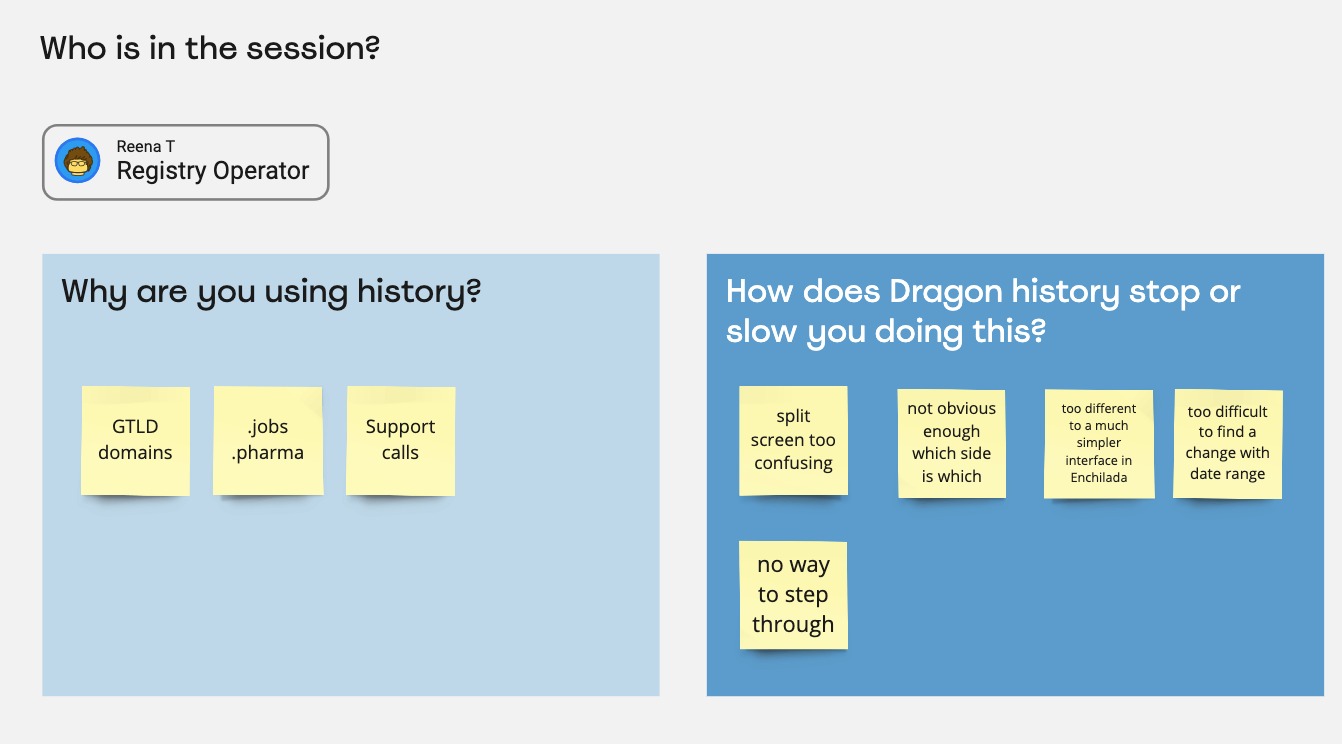 Who is in the session?
Reena T
Registry Operator
Why are you using history?
GTLD
domains
.jobs
.pharma
Support
calls
How does Dragon history stop or
slow you doing this?
split
screen too
confusing
not obvious
enough
which side
is which
too different
to a much
simpler
interface in
Enchilada
too difficult
to find a
change with
date range
no way
to step
through